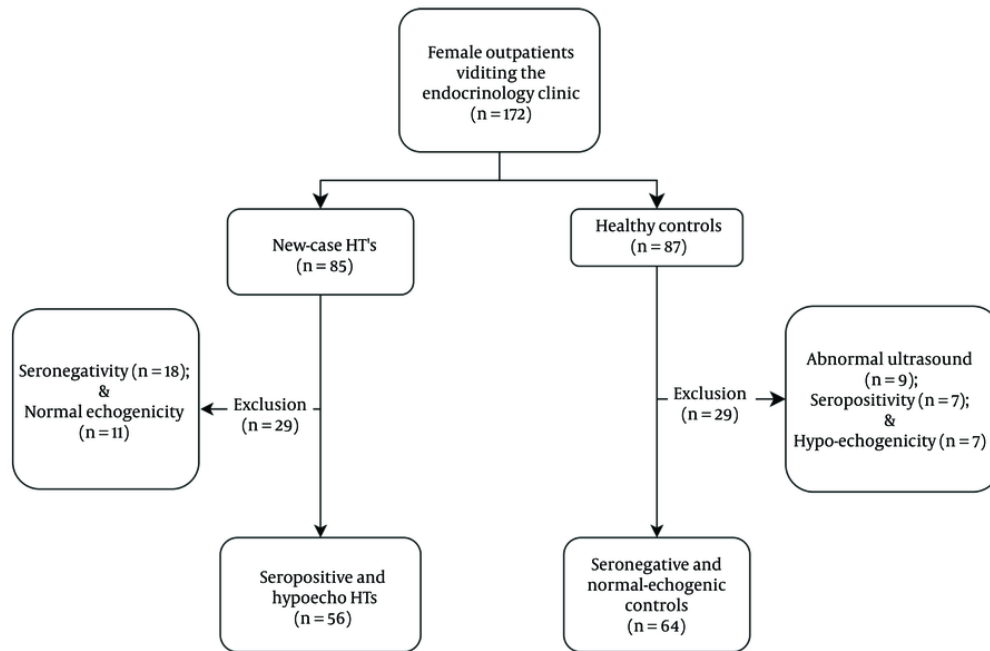 Female outpatients
viditing the
endocrinology clinic
(n = 172)
New-case HT's
(n = 85)
Healthy controls
(n = 87)
Seronegativity (n = 18);
&
Normal echogenicity
(n = 11)
Exclusion
(n = 29)
Exclusion
(n = 29)
Abnormal ultrasound
(n = 9);
Seropositivity (n = 7);
&
Hypo-echogenicity (n = 7)
Seropositive and
hypoecho HTs
(n = 56)
Seronegative and
normal-echogenic
controls
(n = 64)